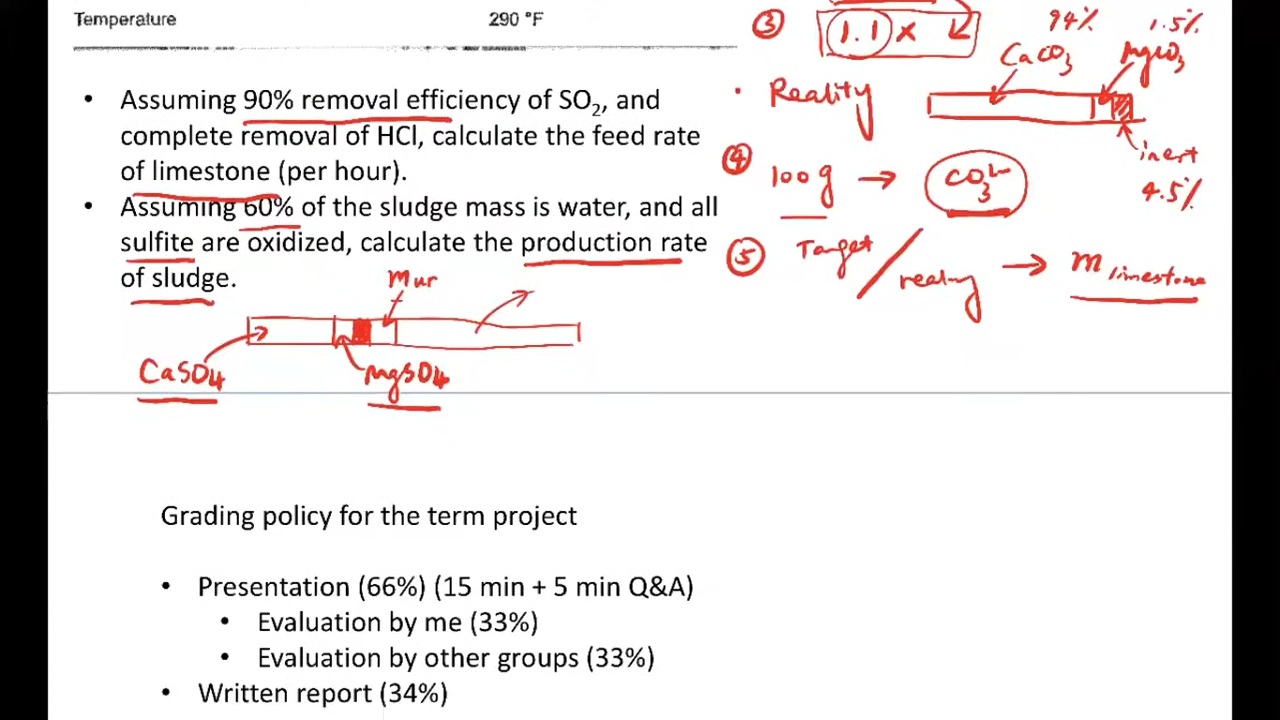 Temperature 290 °F
• Assuming 90% removal efficiency of SO₂, and
complete removal of HCl, calculate the feed rate
of limestone (per hour).
• Assuming 60% of the sludge mass is water, and all
sulfite are oxidized, calculate the production rate
of sludge.
Mur
CaSO4
MgSO4
③ 1.1 x
94% 1.5%
CaCO3 MgCO3
• Reality
inert
4.5%
④ 100g → CO3²⁻
⑤ Target / reality → m limestone
Grading policy for the term project
• Presentation (66%) (15 min + 5 min Q&A)
• Evaluation by me (33%)
• Evaluation by other groups (33%)
• Written report (34%)